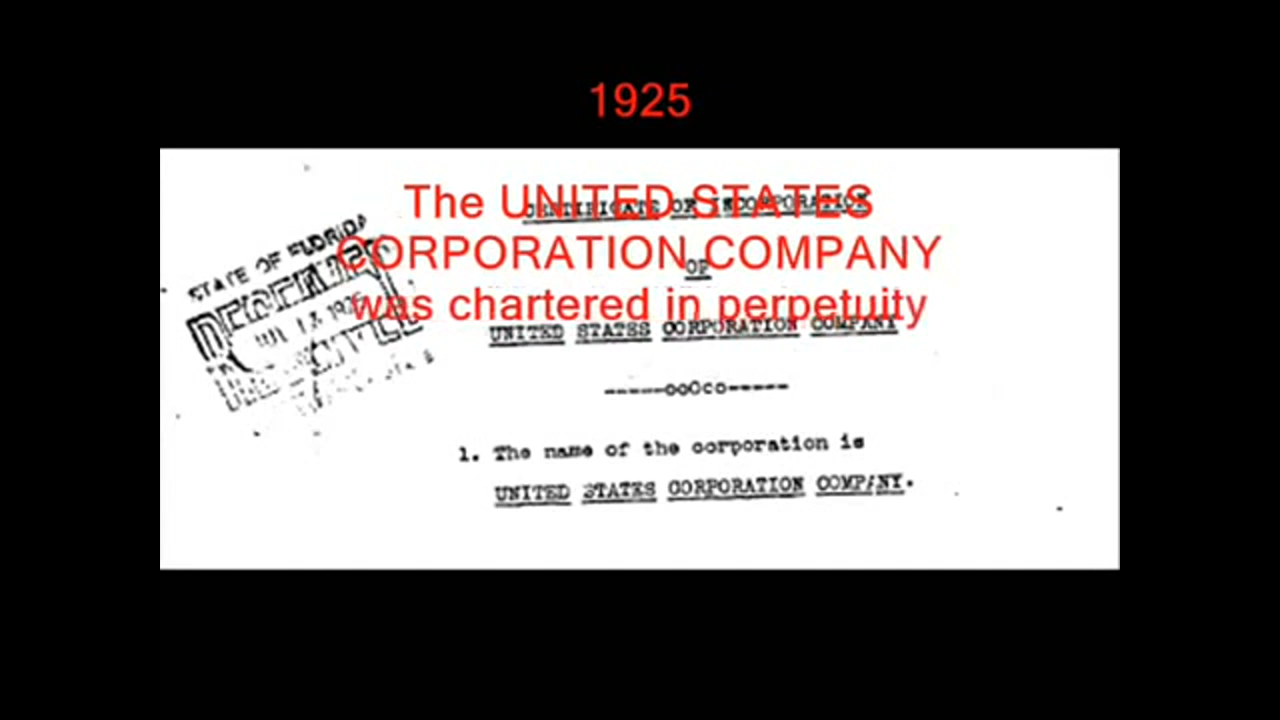 1925
The UNITED STATES
CORPORATION COMPANY
was chartered in perpetuity
CERTIFICATE OF INCORPORATION
OF
UNITED STATES CORPORATION COMPANY
-----ooOoo-----
1. The name of the corporation is
UNITED STATES CORPORATION COMPANY.
STATE OF FLORIDA